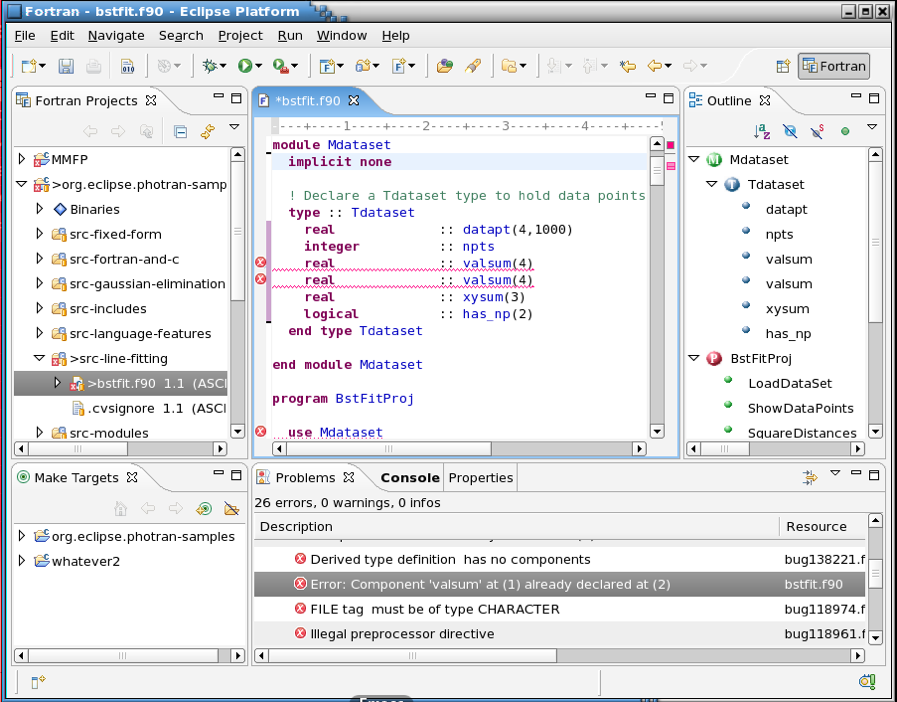 Fortran - bstfit.f90 - Eclipse Platform
File Edit Navigate Search Project Run Window Help
010
Fortran
Fortran Projects
MMFP
>org.eclipse.photran-samp
Binaries
src-fixed-form
src-fortran-and-c
src-gaussian-elimination
src-includes
src-language-features
>src-line-fitting
>bstfit.f90 1.1 (ASCI
.cvsignore 1.1 (ASCI
src-modules
*bstfit.f90
----+----1----+----2----+----3----+----4----+----5
module Mdataset
implicit none
! Declare a Tdataset type to hold data points
type :: Tdataset
real :: datapt(4,1000)
integer :: npts
real :: valsum(4)
real :: valsum(4)
real :: xysum(3)
logical :: has_np(2)
end type Tdataset
end module Mdataset
program BstFitProj
use Mdataset
Outline
Mdataset
Tdataset
datapt
npts
valsum
valsum
xysum
has_np
BstFitProj
LoadDataSet
ShowDataPoints
SquareDistances
Make Targets
org.eclipse.photran-samples
whatever2
Problems Console Properties
26 errors, 0 warnings, 0 infos
Description Resource
Derived type definition has no components bug138221.f
Error: Component 'valsum' at (1) already declared at (2) bstfit.f90
FILE tag must be of type CHARACTER bug118974.f
Illegal preprocessor directive bug118961.f